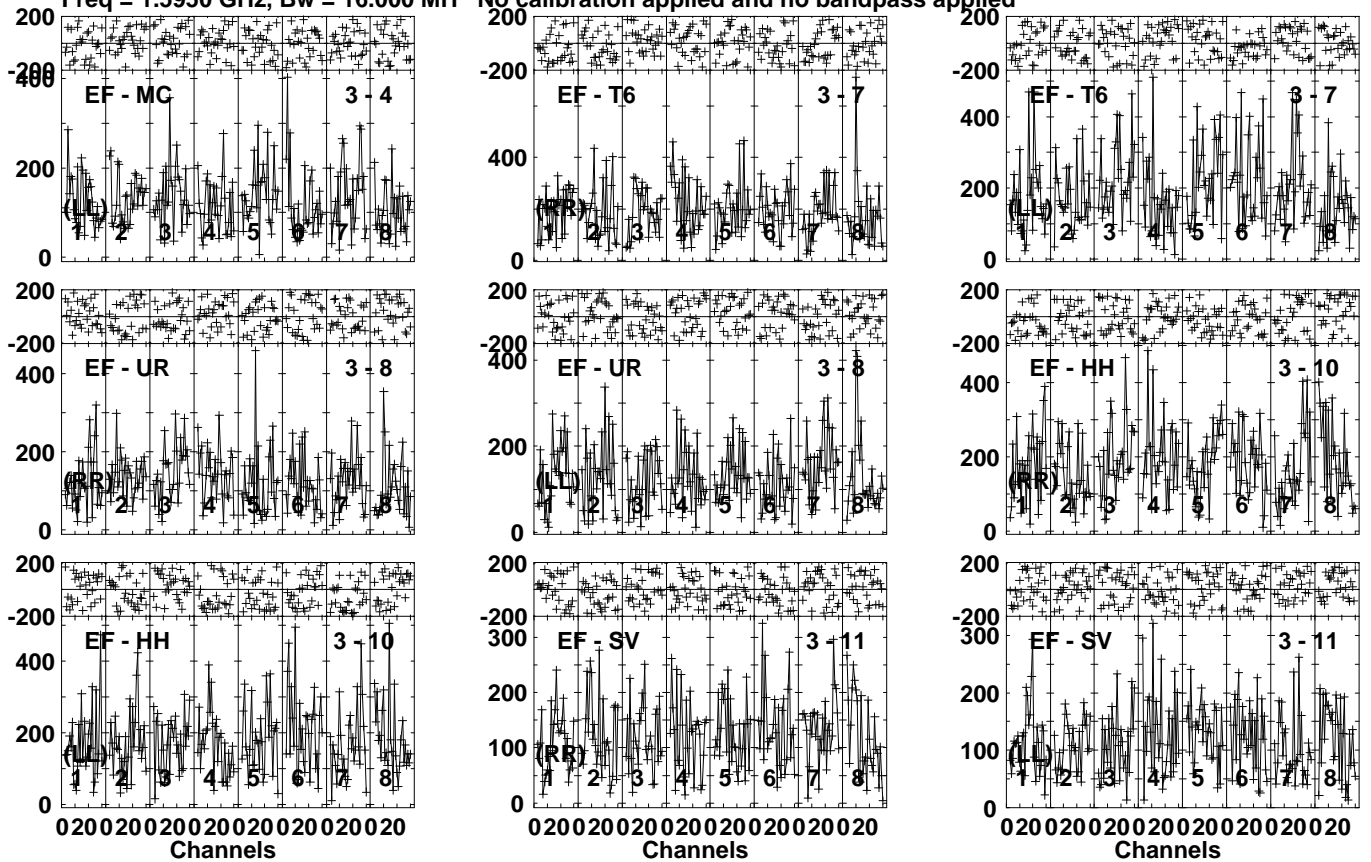 Freq = 1.5950 GHz, Bw = 16.000 MH No calibration applied and no bandpass applied
200 200 200
-200 -200 -200
400
EF - MC 3 - 4 EF - T6 3 - 7 EF - T6 3 - 7
400 400
200 200
(LL) (RR) (LL)
1 2 3 4 5 6 7 8 1 2 3 4 5 6 7 8 1 2 3 4 5 6 7 8
0 0 0
200 200 200
-200 -200 -200
EF - UR 3 - 8 EF - UR 3 - 8 EF - HH 3 - 10
400 400 400
200 200 200
(RR) (LL) (RR)
1 2 3 4 5 6 7 8 1 2 3 4 5 6 7 8 1 2 3 4 5 6 7 8
0 0 0
200 200 200
-200 -200 -200
EF - HH 3 - 10 EF - SV 3 - 11 EF - SV 3 - 11
400 300 300
200 200 200
(LL) 100 (RR) 100 (LL)
1 2 3 4 5 6 7 8 1 2 3 4 5 6 7 8 1 2 3 4 5 6 7 8
0 0 0
0 20 0 20 0 20 0 20 0 20 0 20 0 20 0 20 0 20 0 20 0 20 0 20 0 20 0 20 0 20 0 20 0 20 0 20 0 20 0 20 0 20 0 20 0 20 0 20
Channels Channels Channels